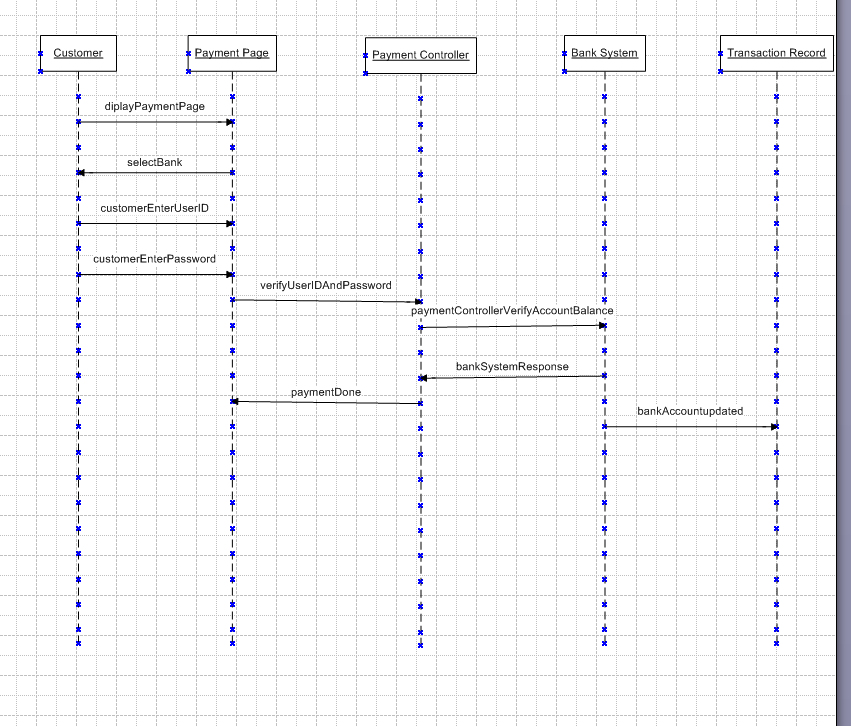 Customer
Payment Page
Payment Controller
Bank System
Transaction Record
diplayPaymentPage
selectBank
customerEnterUserID
customerEnterPassword
verifyUserIDAndPassword
paymentControllerVerifyAccountBalance
bankSystemResponse
paymentDone
bankAccountupdated